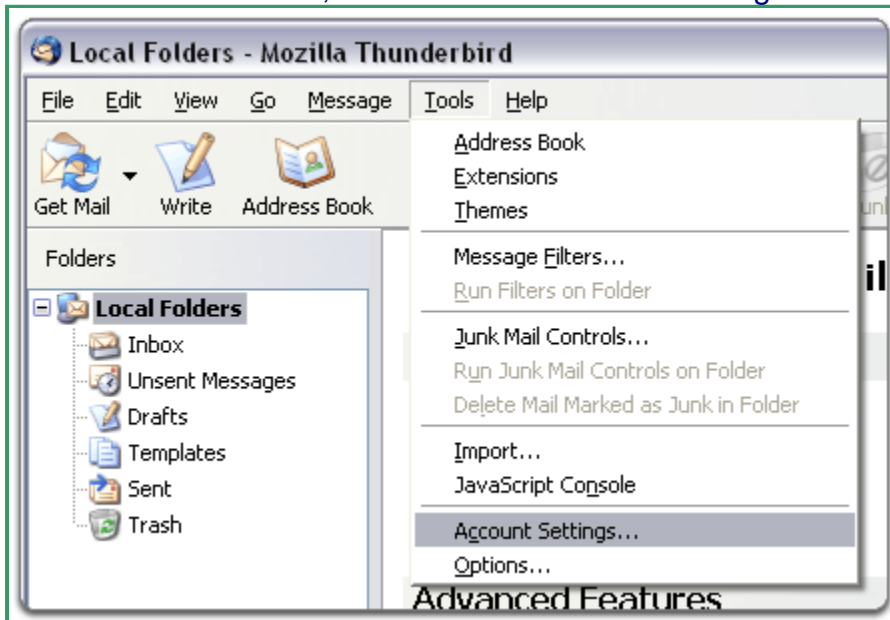 Local Folders - Mozilla Thunderbird
File Edit View Go Message Tools Help
Get Mail Write Address Book
Address Book
Extensions
Themes
Message Filters...
Run Filters on Folder
Junk Mail Controls...
Run Junk Mail Controls on Folder
Delete Mail Marked as Junk in Folder
Import...
JavaScript Console
Account Settings...
Options...
Folders
Local Folders
Inbox
Unsent Messages
Drafts
Templates
Sent
Trash
Advanced Features